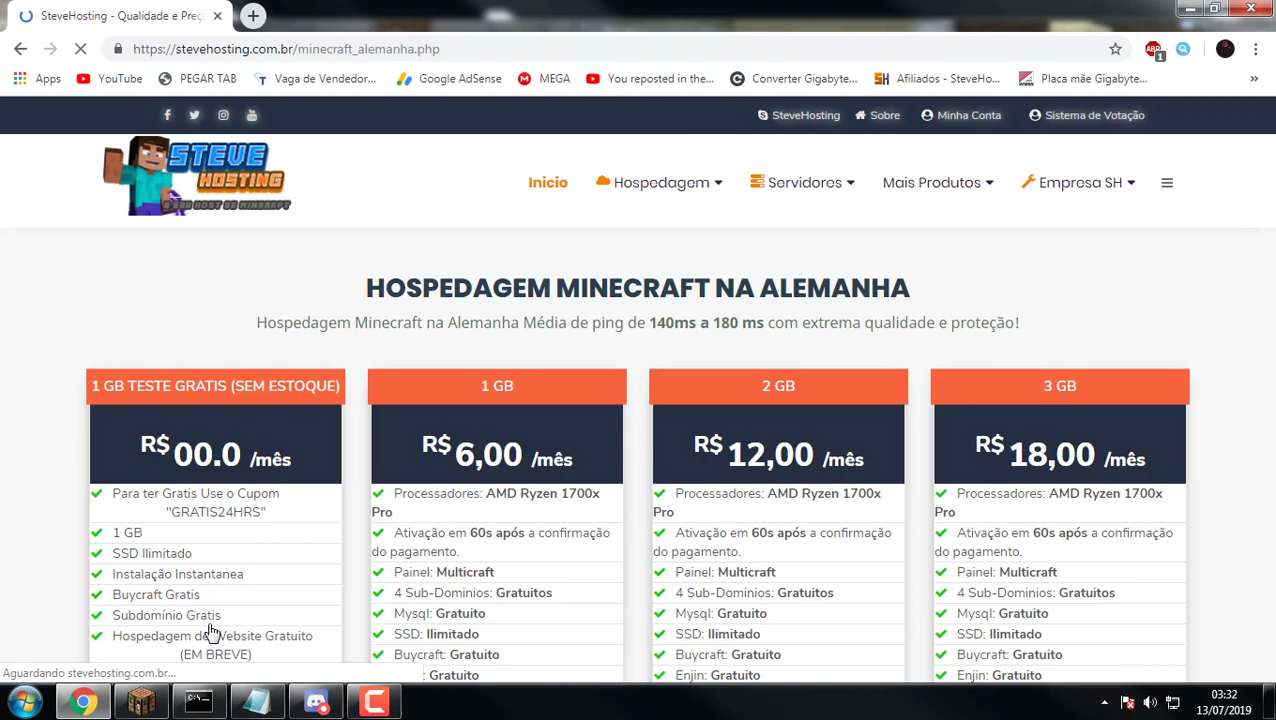 SteveHosting - Qualidade e Preç
https://stevehosting.com.br/minecraft_alemanha.php
ABP
1
Apps
YouTube
PEGAR TAB
Vaga de Vendedor...
Google AdSense
MEGA
You reposted in the...
Converter Gigabyte...
Afiliados - SteveHo...
Placa mãe Gigabyte...
SteveHosting
Sobre
Minha Conta
Sistema de Votação
STEVE
HOSTING
A SUA HOST DE MINECRAFT
Inicio
Hospedagem
Servidores
Mais Produtos
Empresa SH
HOSPEDAGEM MINECRAFT NA ALEMANHA
Hospedagem Minecraft na Alemanha Média de ping de 140ms a 180 ms com extrema qualidade e proteção!
1 GB TESTE GRATIS (SEM ESTOQUE)
R$ 00.0 /mês
Para ter Gratis Use o Cupom
"GRATIS24HRS"
1 GB
SSD Ilimitado
Instalação Instantanea
Buycraft Gratis
Subdomínio Gratis
Hospedagem de Website Gratuito
(EM BREVE)
1 GB
R$ 6,00 /mês
Processadores: AMD Ryzen 1700x
Pro
Ativação em 60s após a confirmação
do pagamento.
Painel: Multicraft
4 Sub-Dominios: Gratuitos
Mysql: Gratuito
SSD: Ilimitado
Buycraft: Gratuito
: Gratuito
2 GB
R$ 12,00 /mês
Processadores: AMD Ryzen 1700x
Pro
Ativação em 60s após a confirmação
do pagamento.
Painel: Multicraft
4 Sub-Dominios: Gratuitos
Mysql: Gratuito
SSD: Ilimitado
Buycraft: Gratuito
Enjin: Gratuito
3 GB
R$ 18,00 /mês
Processadores: AMD Ryzen 1700x
Pro
Ativação em 60s após a confirmação
do pagamento.
Painel: Multicraft
4 Sub-Dominios: Gratuitos
Mysql: Gratuito
SSD: Ilimitado
Buycraft: Gratuito
Enjin: Gratuito
Aguardando stevehosting.com.br...
03:32
13/07/2019